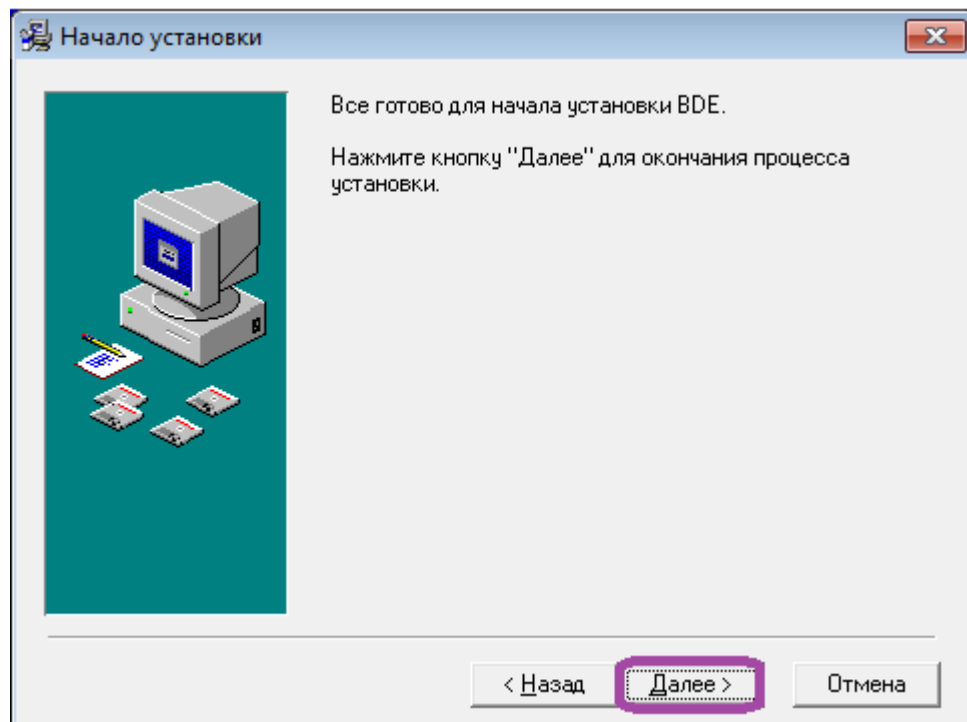 Начало установки
Все готово для начала установки BDE.
Нажмите кнопку "Далее" для окончания процесса
установки.
< Назад
Далее >
Отмена